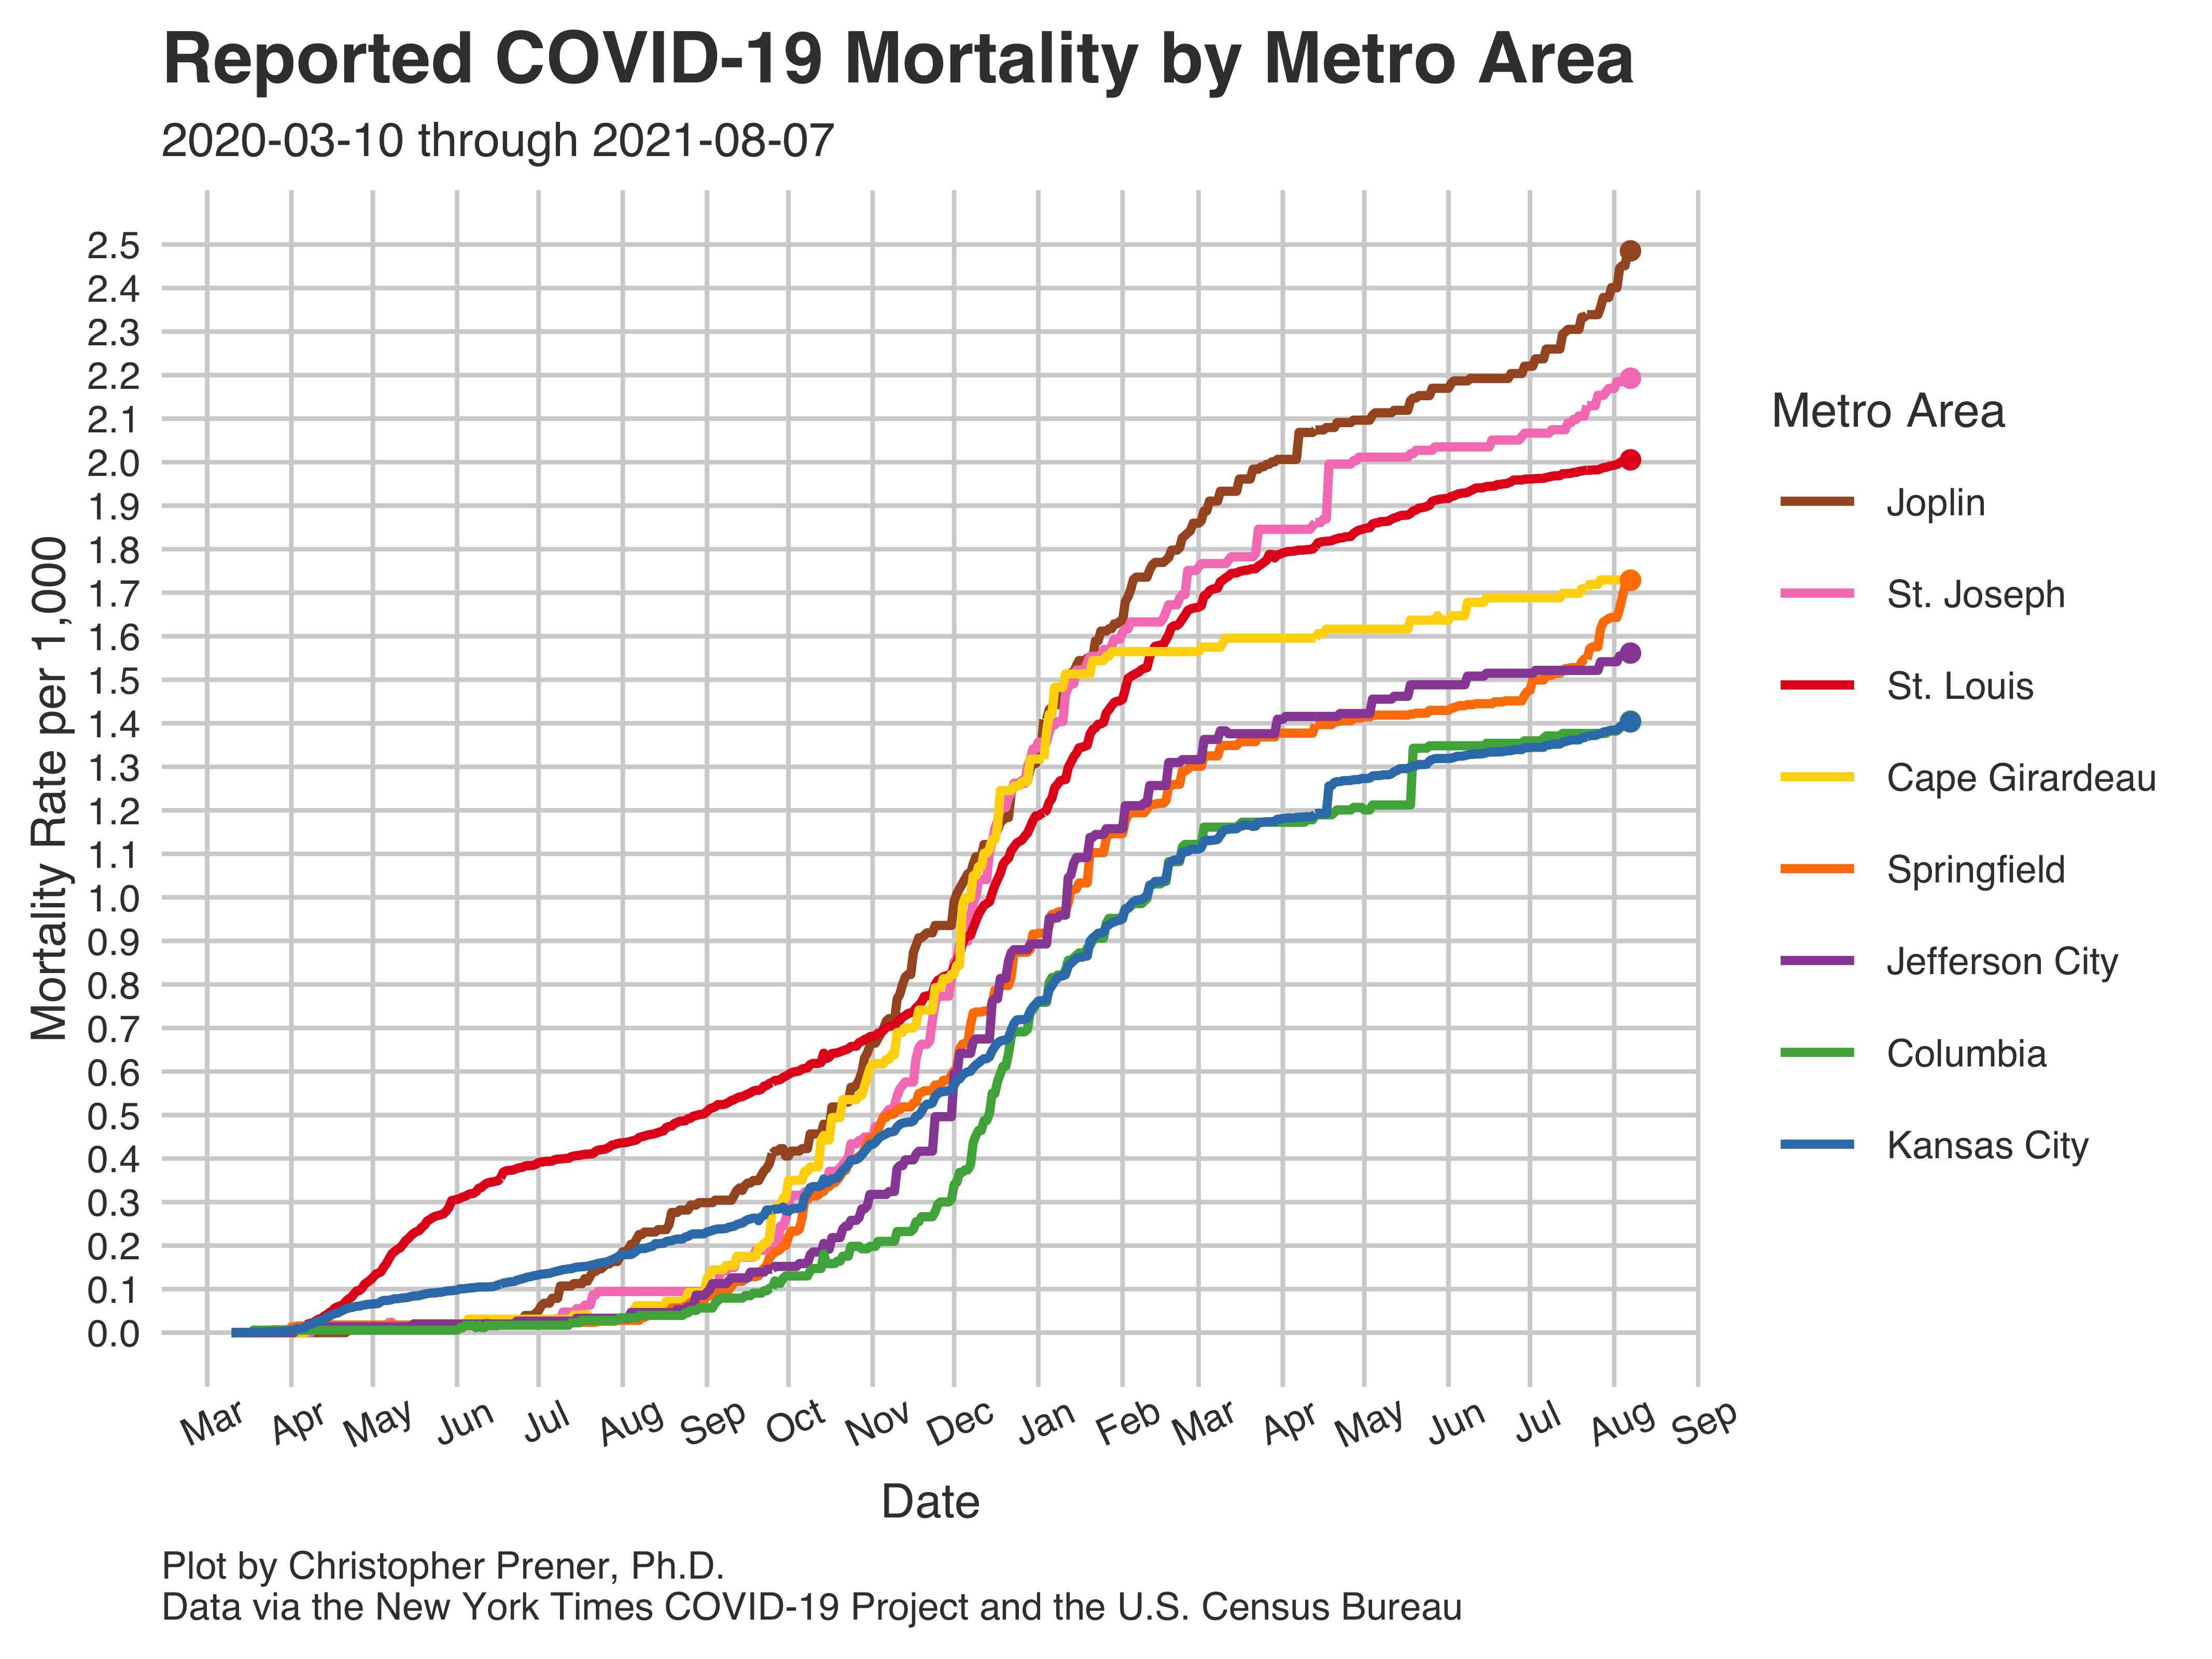 Reported COVID-19 Mortality by Metro Area
2020-03-10 through 2021-08-07
2.5
2.4
2.3
2.2
2.1
2.0
1.9
1.8
1.7
1.6
1.5
1.4
1.3
1.2
1.1
1.0
0.9
0.8
0.7
0.6
0.5
0.4
0.3
0.2
0.1
0.0
Mortality Rate per 1,000
Mar Apr May Jun Jul Aug Sep Oct Nov Dec Jan Feb Mar Apr May Jun Jul Aug Sep
Date
Metro Area
Joplin
St. Joseph
St. Louis
Cape Girardeau
Springfield
Jefferson City
Columbia
Kansas City
Plot by Christopher Prener, Ph.D.
Data via the New York Times COVID-19 Project and the U.S. Census Bureau